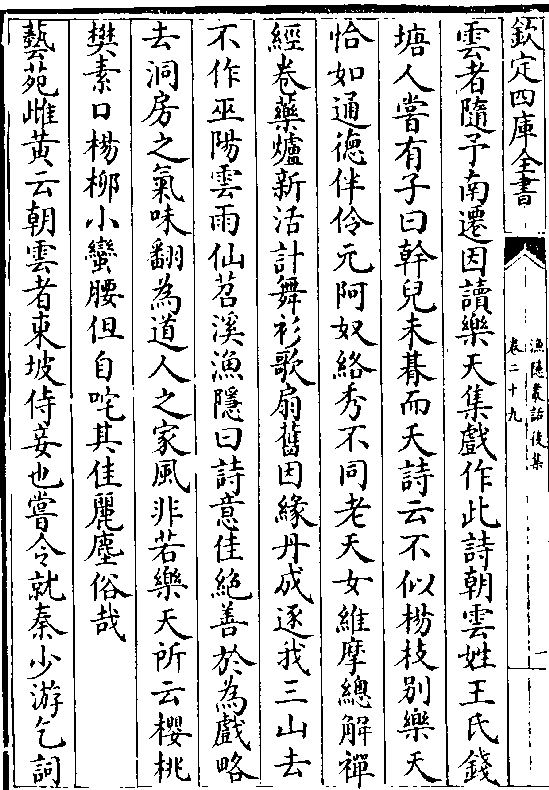 欽定四庫全書
漁隱叢話後集
卷二十九
雲者隨予南遷因讀樂天集戲作此詩朝雲姓王氏錢
塘人嘗有子曰幹兒未朞而夭詩云不似楊枝别樂天
恰如通徳伴伶元阿奴絡秀不同老天女維摩總解禪
經卷藥爐新活計舞衫歌扇舊因緣丹成逐我三山去
不作巫陽雲雨仙苕溪漁隱曰詩意佳絶善於為戲略
去洞房之氣味翻為道人之家風非若樂天所云櫻桃
樊素口楊柳小蠻腰但自咤其佳麗塵俗哉
藝苑雌黄云朝雲者東坡侍妾也嘗令就秦少游乞詞